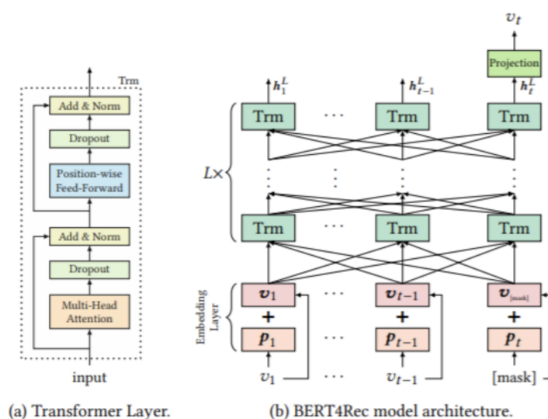 Trm
Add & Norm
Dropout
Position-wise
Feed-Forward
Add & Norm
Dropout
Multi-Head
Attention
input
(a) Transformer Layer.
v_t
Projection
h_1^L
h_{t-1}^L
h_t^L
Trm ... Trm Trm
L×
Trm ... Trm Trm
Embedding
Layer
v_1 ... v_{t-1} v_{[mask]}
+ + +
p_1 ... p_{t-1} p_t
v_1 ... v_{t-1} [mask]
(b) BERT4Rec model architecture.